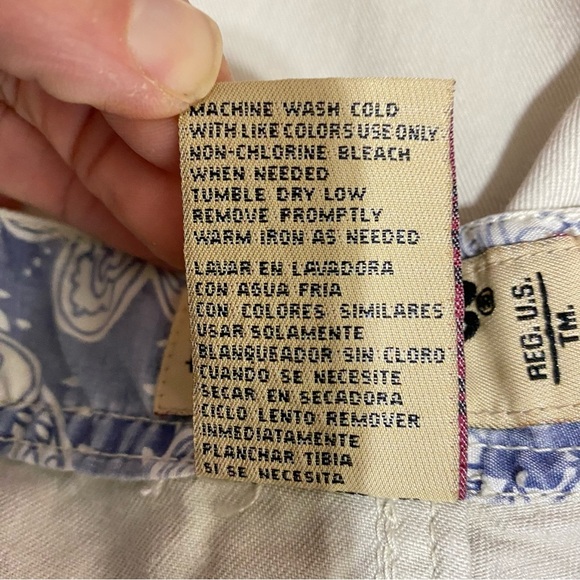 MACHINE WASH COLD
WITH LIKE COLORS USE ONLY
NON-CHLORINE BLEACH
WHEN NEEDED
TUMBLE DRY LOW
REMOVE PROMPTLY
WARM IRON AS NEEDED
LAVAR EN LAVADORA
CON AGUA FRIA
CON COLORES SIMILARES
USAR SOLAMENTE
BLANQUEADOR SIN CLORO
CUANDO SE NECESITE
SECAR EN SECADORA
CICLO LENTO REMOVER
INMEDIATAMENTE
PLANCHAR TIBIA
SI SE NECESITA
®
REG. U.S.
TM.